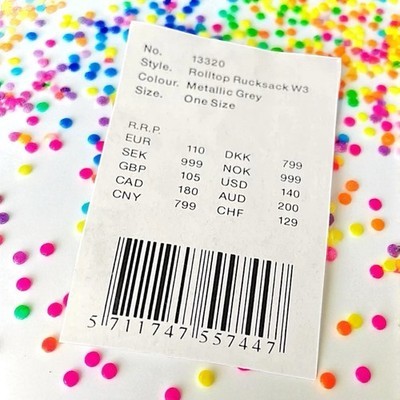 No. 13320
Style. Rolltop Rucksack W3
Colour. Metallic Grey
Size. One Size
R.R.P.
EUR 110 DKK 799
SEK 999 NOK 999
GBP 105 USD 140
CAD 180 AUD 200
CNY 799 CHF 129
5 711747 557447